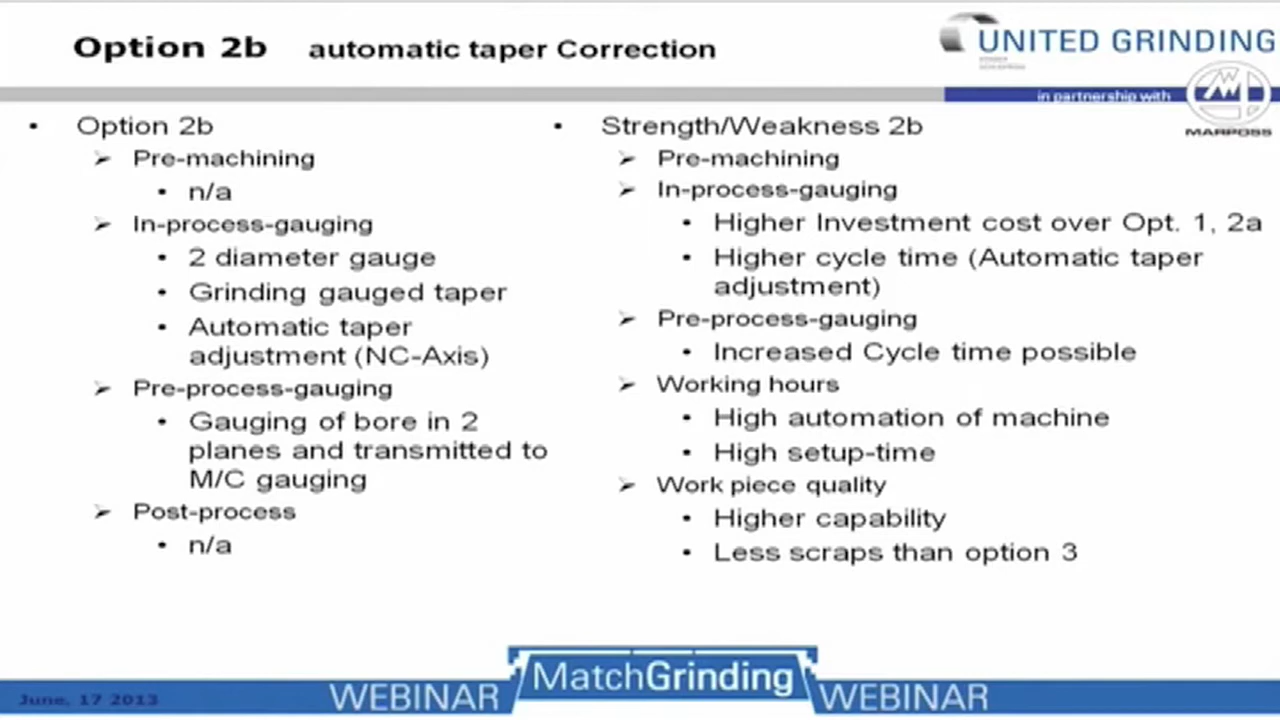 Option 2b automatic taper Correction
UNITED GRINDING
in partnership with
MARPOSS
• Option 2b
➢ Pre-machining
• n/a
➢ In-process-gauging
• 2 diameter gauge
• Grinding gauged taper
• Automatic taper
adjustment (NC-Axis)
➢ Pre-process-gauging
• Gauging of bore in 2
planes and transmitted to
M/C gauging
➢ Post-process
• n/a
• Strength/Weakness 2b
➢ Pre-machining
➢ In-process-gauging
• Higher Investment cost over Opt. 1, 2a
• Higher cycle time (Automatic taper
adjustment)
➢ Pre-process-gauging
• Increased Cycle time possible
➢ Working hours
• High automation of machine
• High setup-time
➢ Work piece quality
• Higher capability
• Less scraps than option 3
June, 17 2013
WEBINAR MatchGrinding WEBINAR